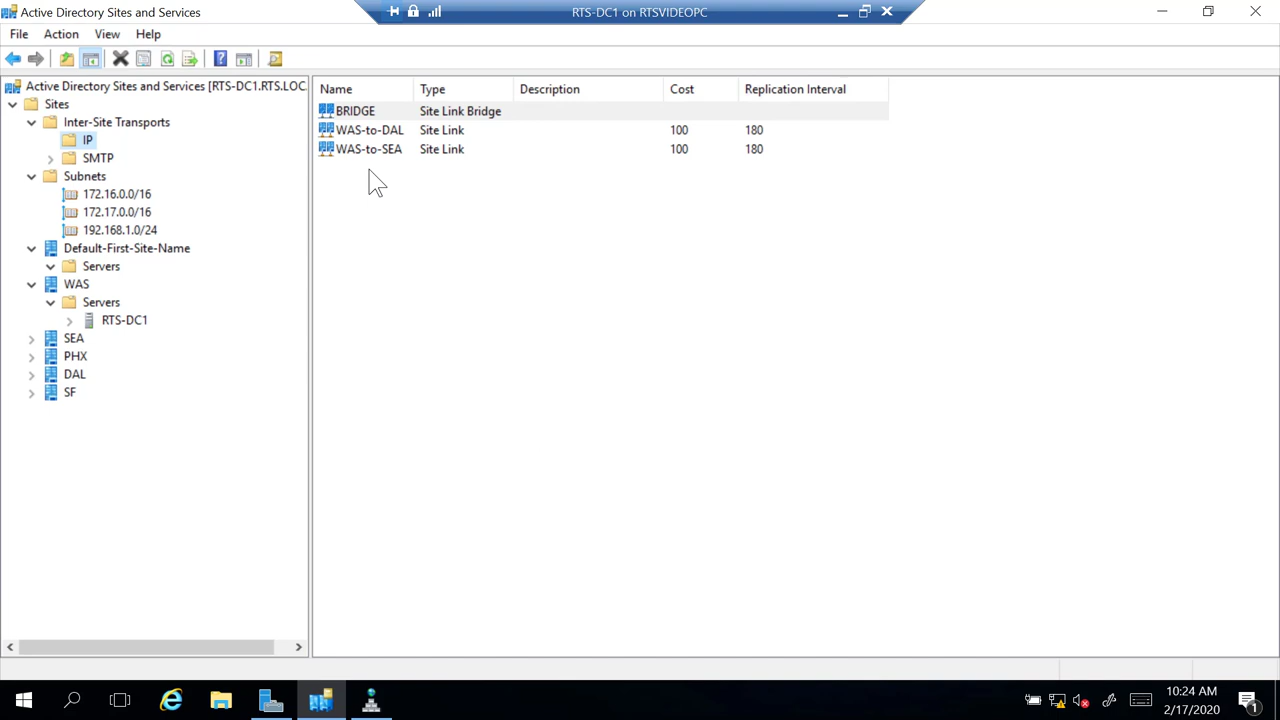 Active Directory Sites and Services
RTS-DC1 on RTSVIDEOPC
File Action View Help
Active Directory Sites and Services [RTS-DC1.RTS.LOC
Sites
Inter-Site Transports
IP
SMTP
Subnets
172.16.0.0/16
172.17.0.0/16
192.168.1.0/24
Default-First-Site-Name
Servers
WAS
Servers
RTS-DC1
SEA
PHX
DAL
SF
Name Type Description Cost Replication Interval
BRIDGE Site Link Bridge
WAS-to-DAL Site Link 100 180
WAS-to-SEA Site Link 100 180
10:24 AM
2/17/2020
1